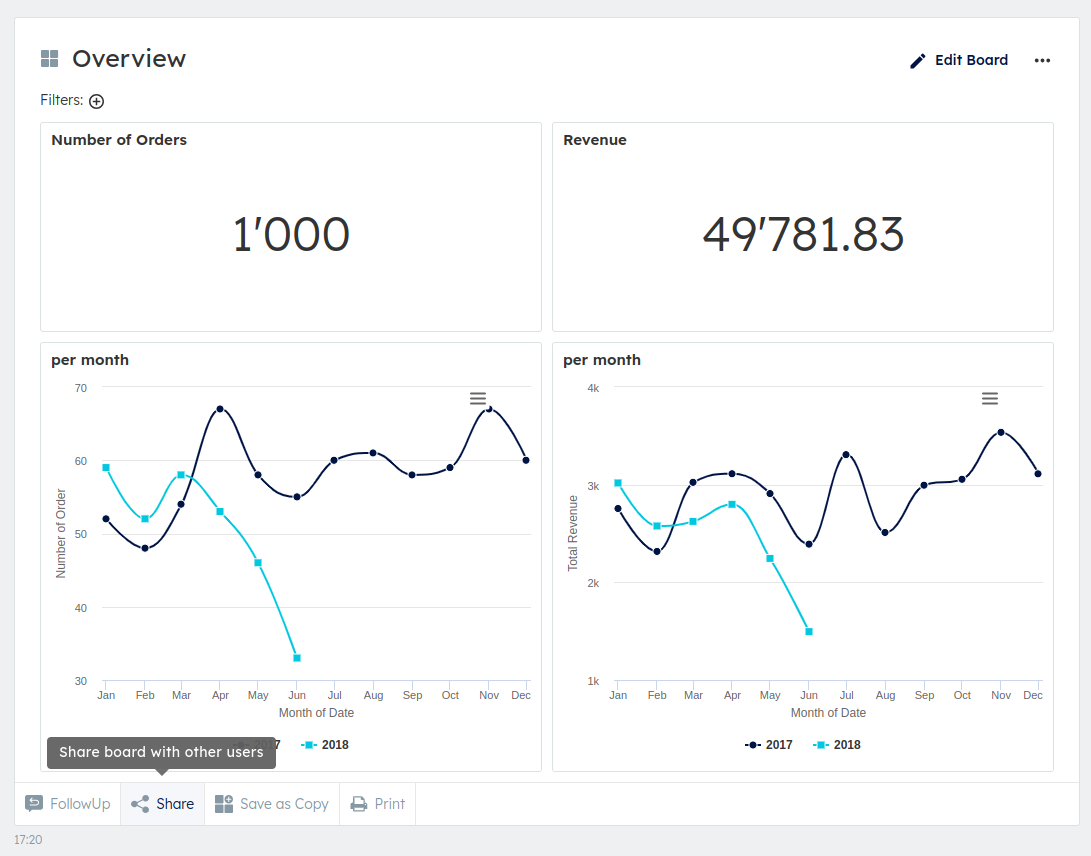 Overview
Edit Board
Filters:
Number of Orders
1'000
Revenue
49'781.83
per month
70
60
50
40
30
Number of Order
Jan Feb Mar Apr May Jun Jul Aug Sep Oct Nov Dec
Month of Date
2018
per month
4k
3k
2k
1k
Total Revenue
Jan Feb Mar Apr May Jun Jul Aug Sep Oct Nov Dec
Month of Date
2017 2018
Share board with other users
FollowUp Share Save as Copy Print
17:20